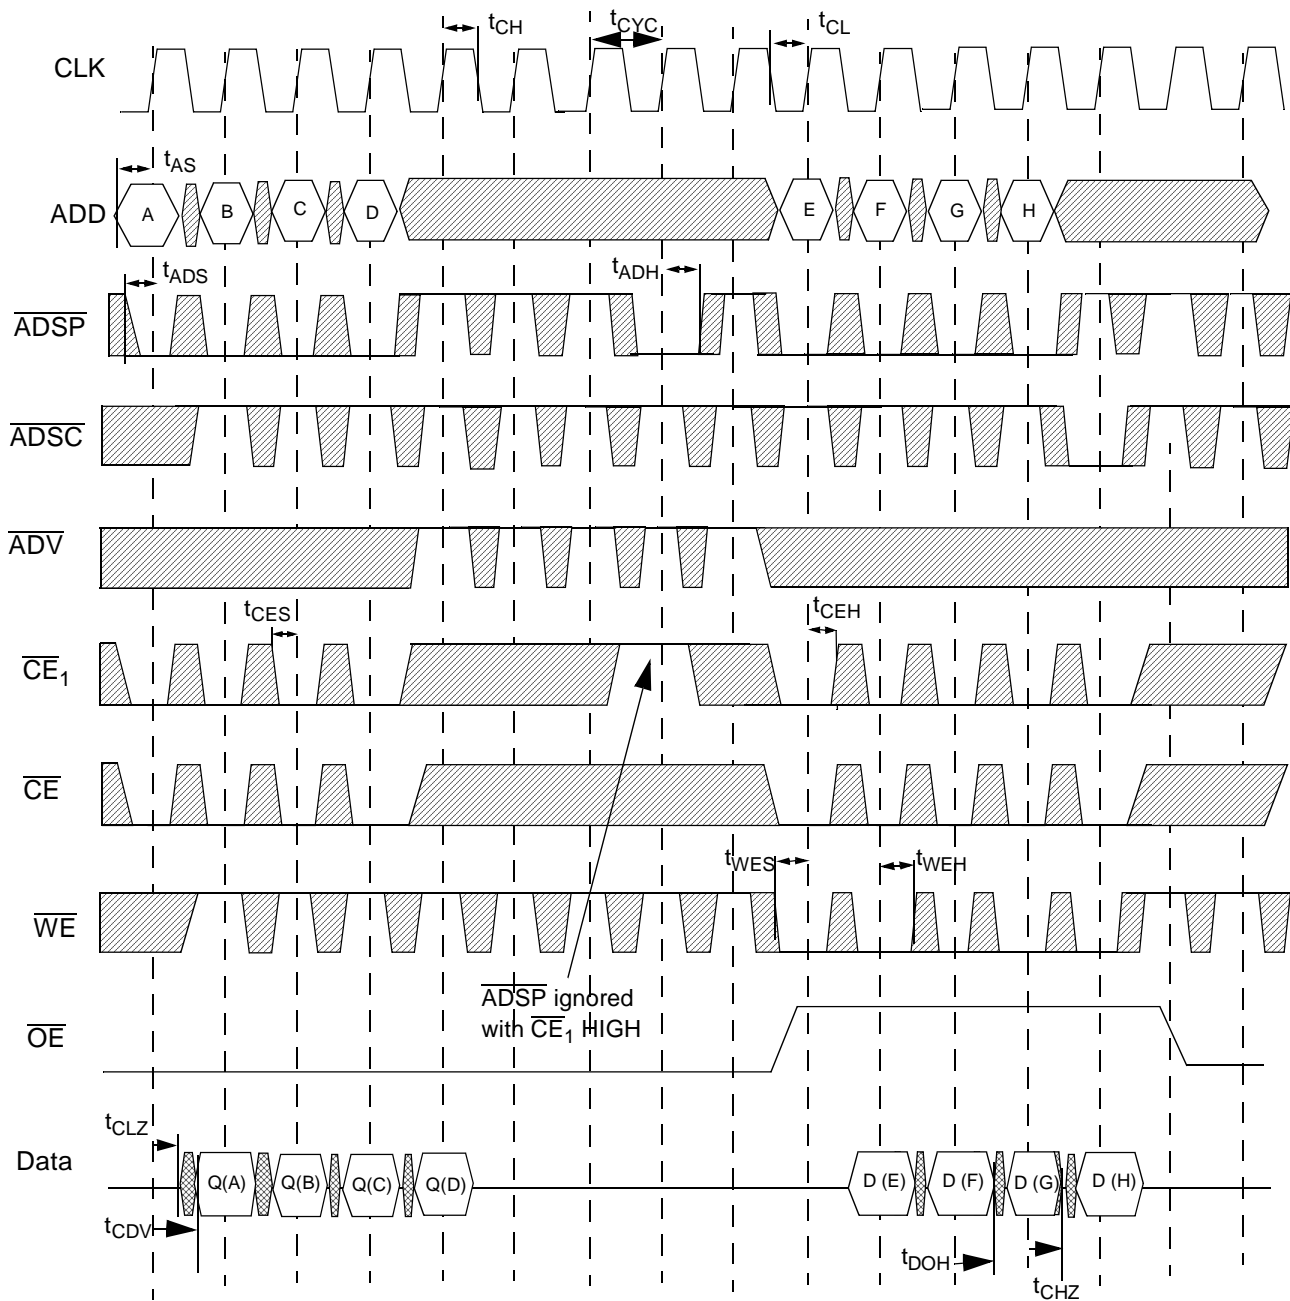 tCH
tCYC
tCL
CLK
tAS
ADD
A
B
C
D
E
F
G
H
tADS
tADH
ADSP
ADSC
ADV
tCES
tCEH
CE1
CE
tWES
tWEH
WE
ADSP ignored
with CE1 HIGH
OE
tCLZ
Data
Q(A)
Q(B)
Q(C)
Q(D)
D (E)
D (F)
D (G)
D (H)
tCDV
tDOH
tCHZ